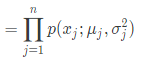 = ∏_{j=1}^{n} p(x_j; μ_j, σ_j^2)